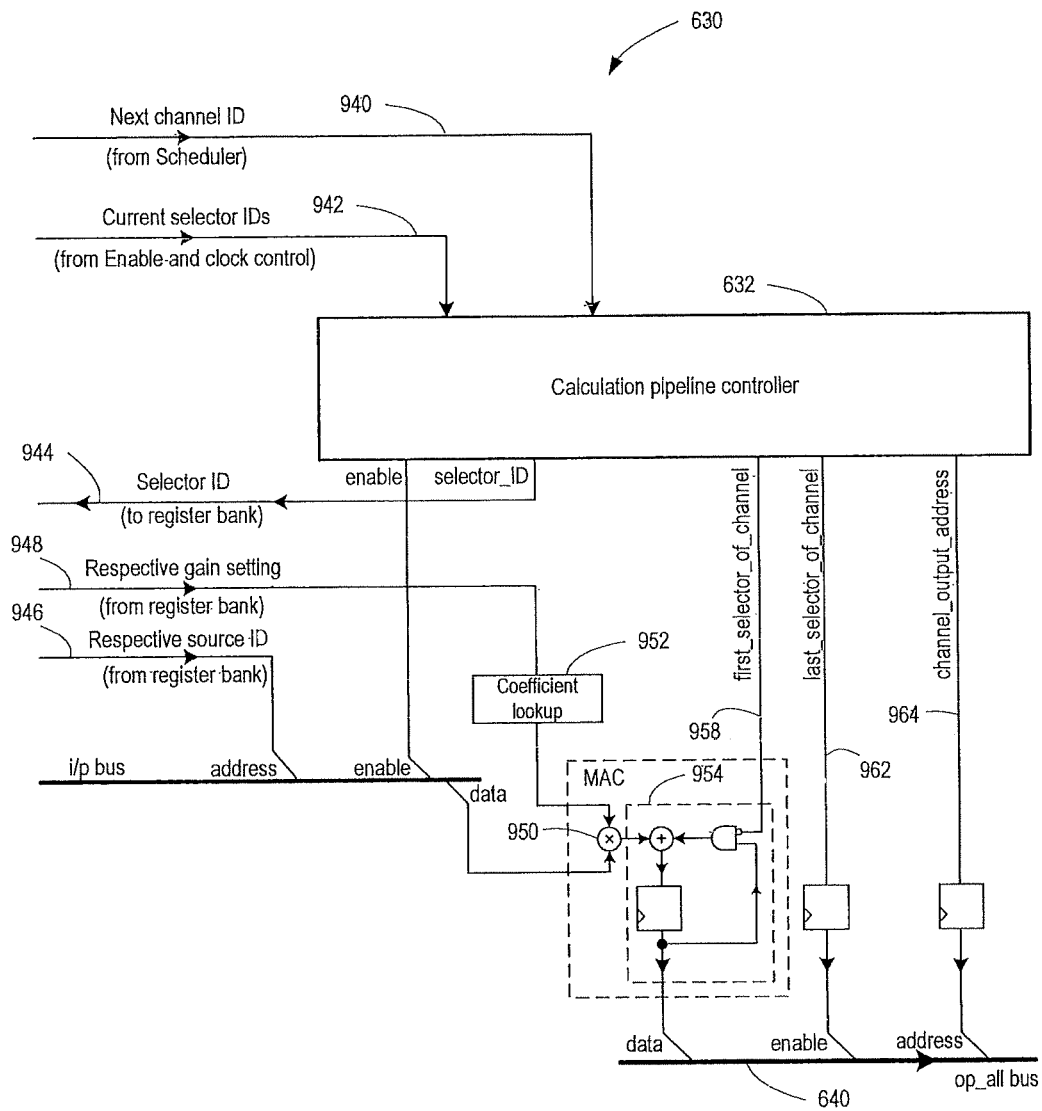 630
Next channel ID
940
(from Scheduler)
Current selector IDs
942
(from Enable and clock control)
632
Calculation pipeline controller
944
enable
selector_ID
Selector ID
(to register bank)
948
Respective gain setting
(from register bank)
946
Respective source ID
(from register bank)
952
Coefficient
lookup
first_selector_of_channel
last_selector_of_channel
channel_output_address
958
962
964
i/p bus
address
enable
data
MAC
954
950
×
+
data
enable
address
op_all bus
640